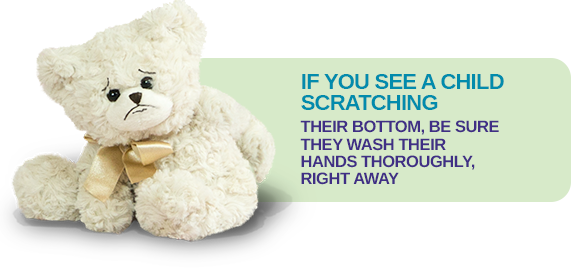 IF YOU SEE A CHILD
SCRATCHING
THEIR BOTTOM, BE SURE
THEY WASH THEIR
HANDS THOROUGHLY,
RIGHT AWAY